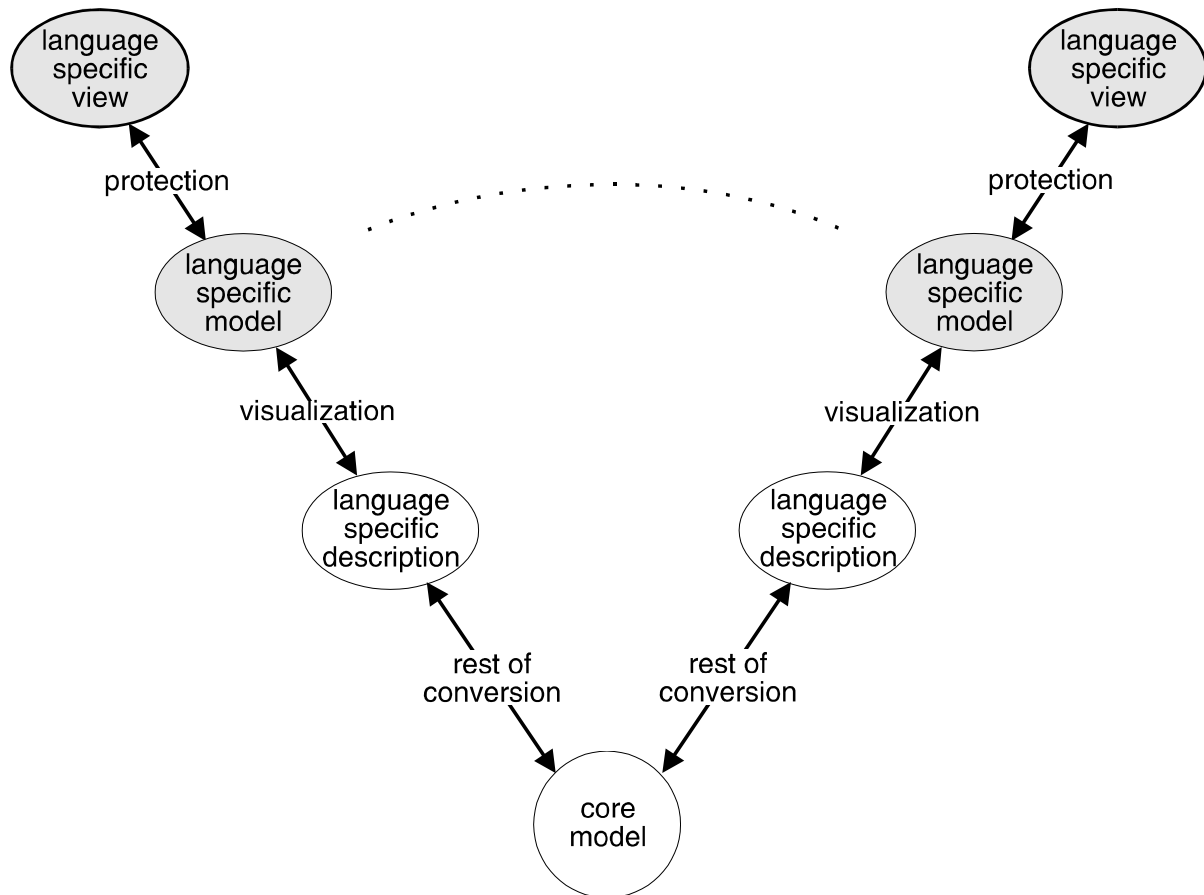 language
specific
view
language
specific
view
protection
protection
language
specific
model
language
specific
model
visualization
visualization
language
specific
description
language
specific
description
rest of
conversion
rest of
conversion
core
model